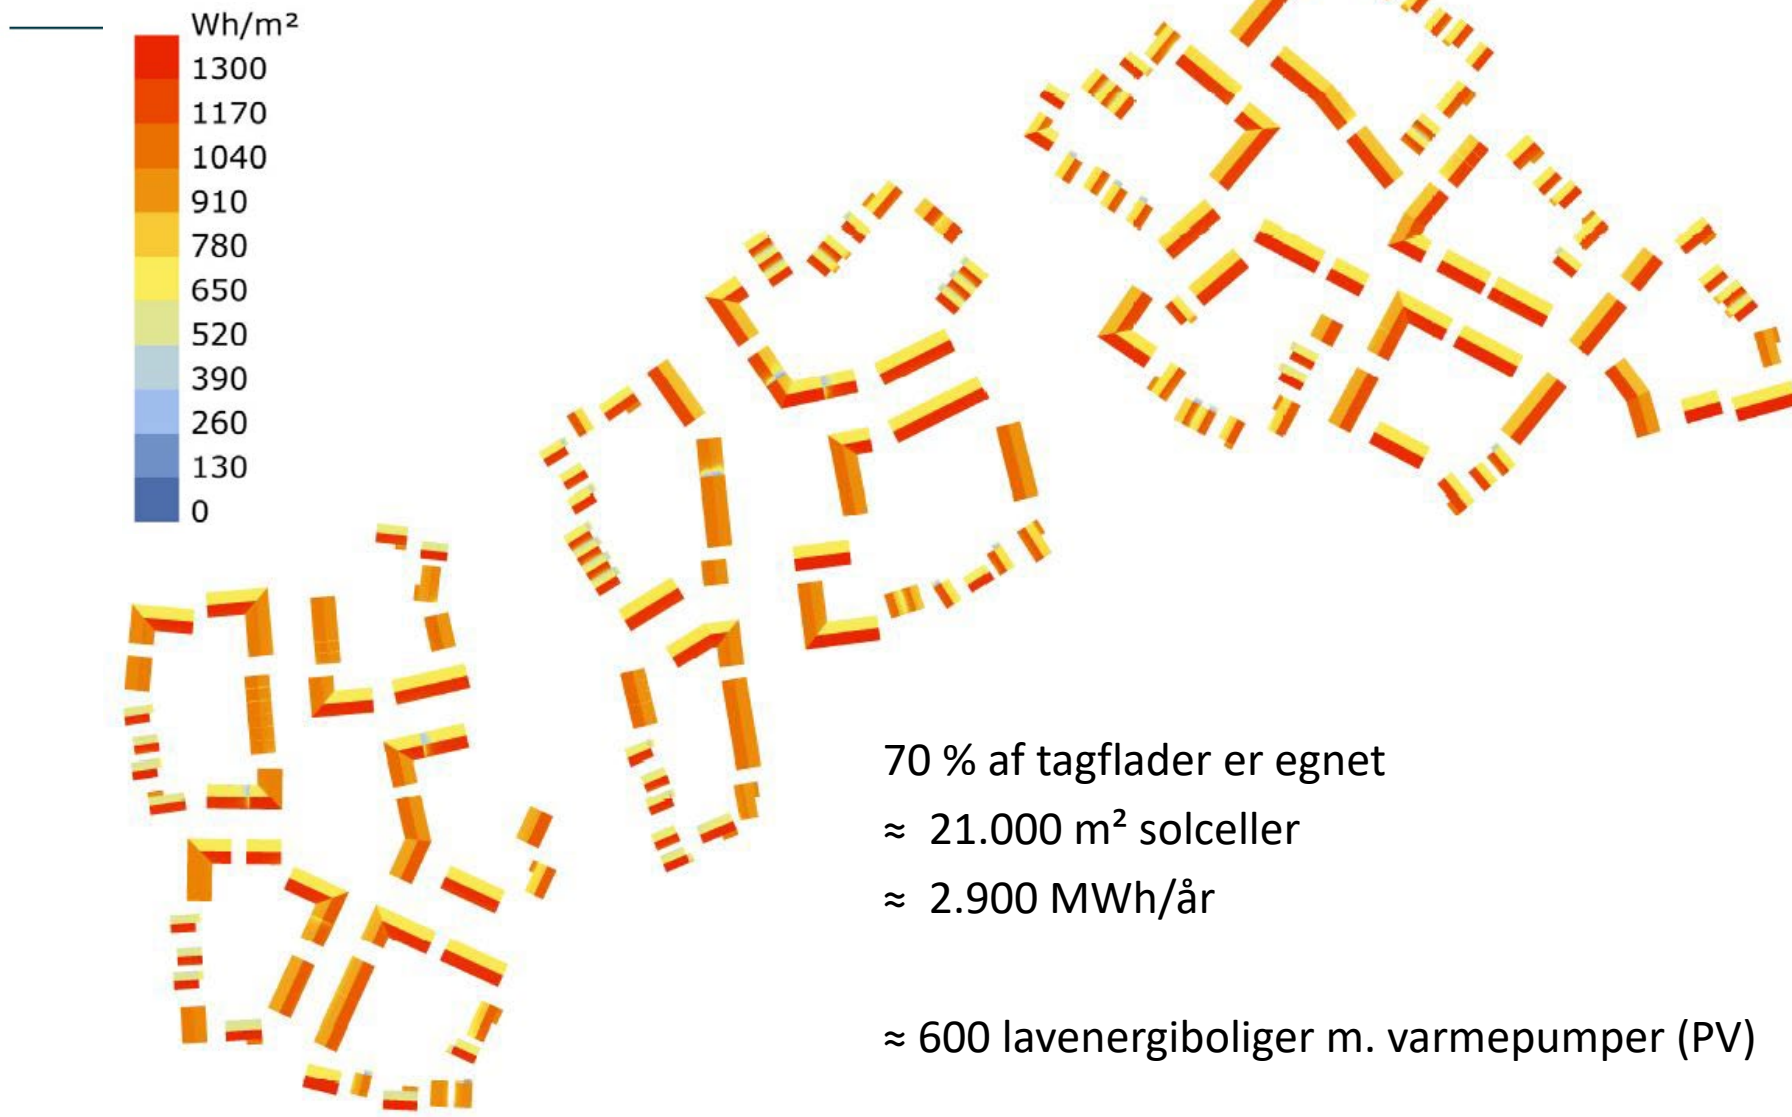 Wh/m²
1300
1170
1040
910
780
650
520
390
260
130
0
70 % af tagflader er egnet
≈ 21.000 m² solceller
≈ 2.900 MWh/år
≈ 600 lavenergiboliger m. varmepumper (PV)